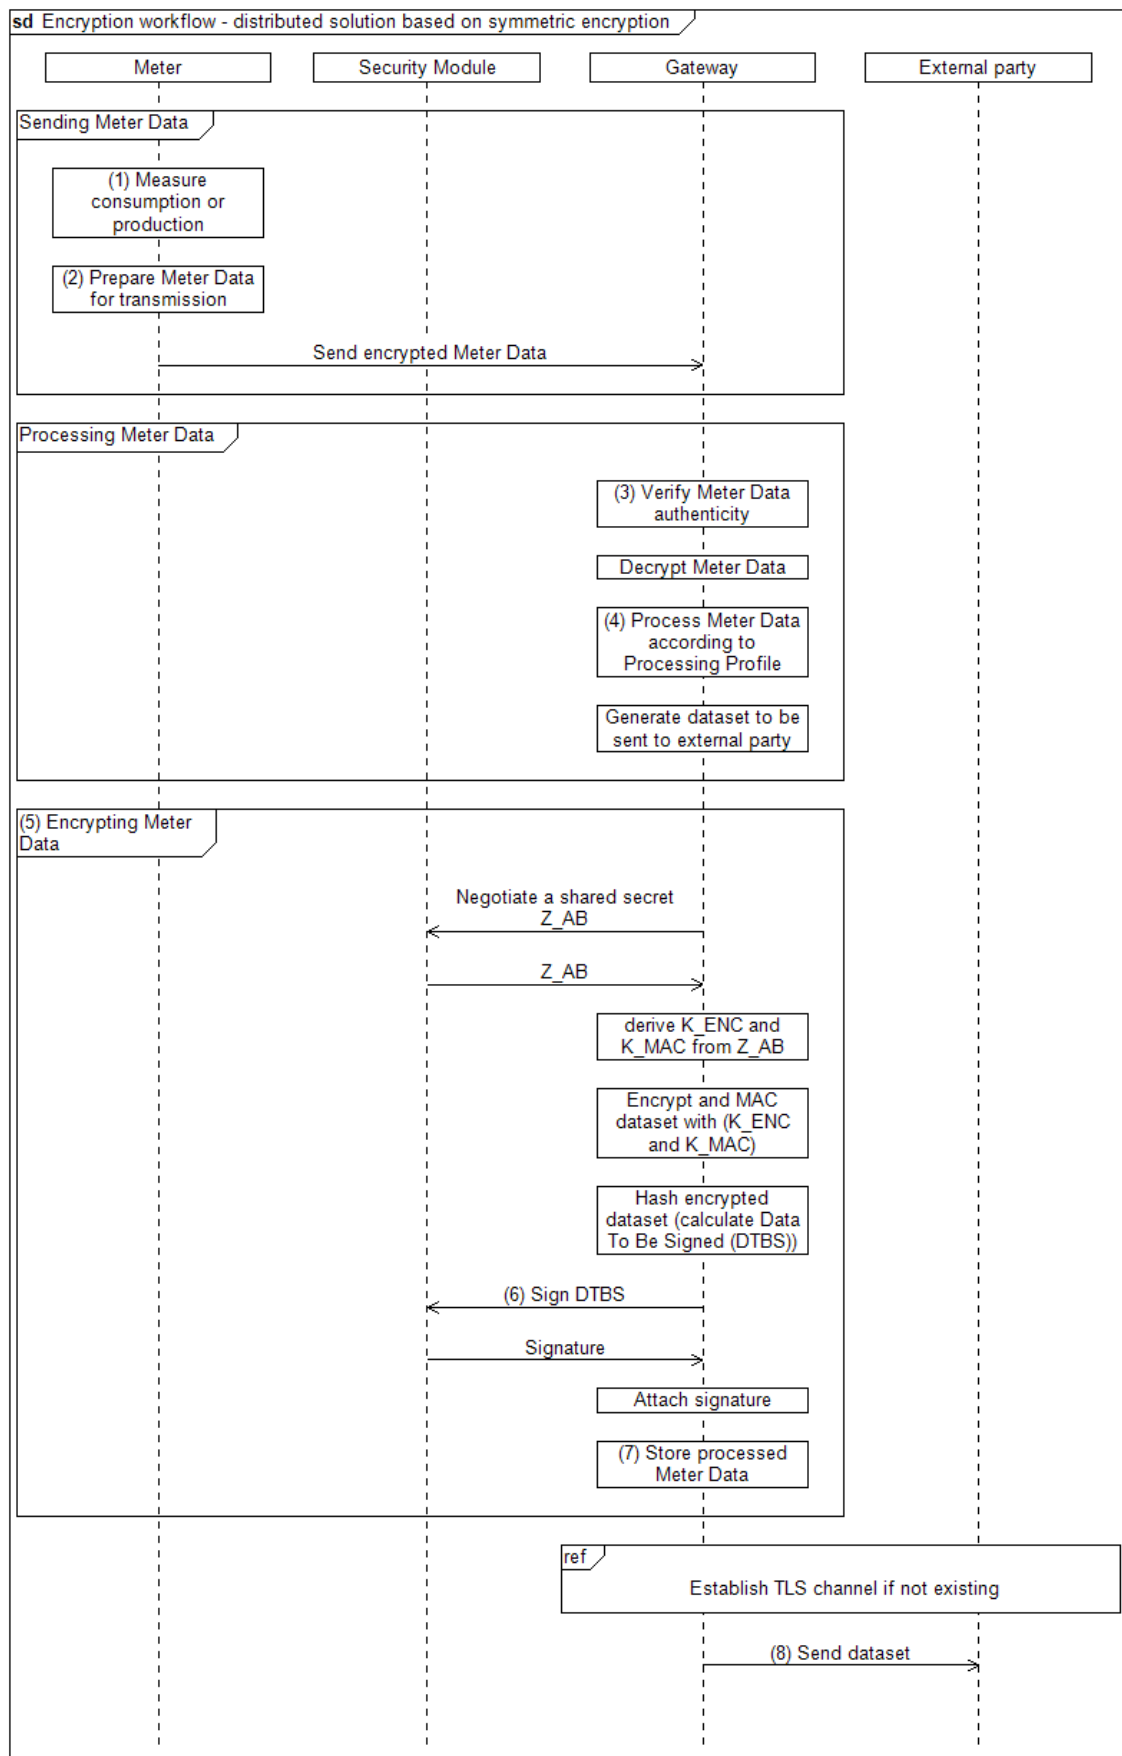 sd Encryption workflow - distributed solution based on symmetric encryption
Meter
Security Module
Gateway
External party
Sending Meter Data
(1) Measure
consumption or
production
(2) Prepare Meter Data
for transmission
Send encrypted Meter Data
Processing Meter Data
(3) Verify Meter Data
authenticity
Decrypt Meter Data
(4) Process Meter Data
according to
Processing Profile
Generate dataset to be
sent to external party
(5) Encrypting Meter
Data
Negotiate a shared secret
Z_AB
Z_AB
derive K_ENC and
K_MAC from Z_AB
Encrypt and MAC
dataset with (K_ENC
and K_MAC)
Hash encrypted
dataset (calculate Data
To Be Signed (DTBS))
(6) Sign DTBS
Signature
Attach signature
(7) Store processed
Meter Data
ref
Establish TLS channel if not existing
(8) Send dataset